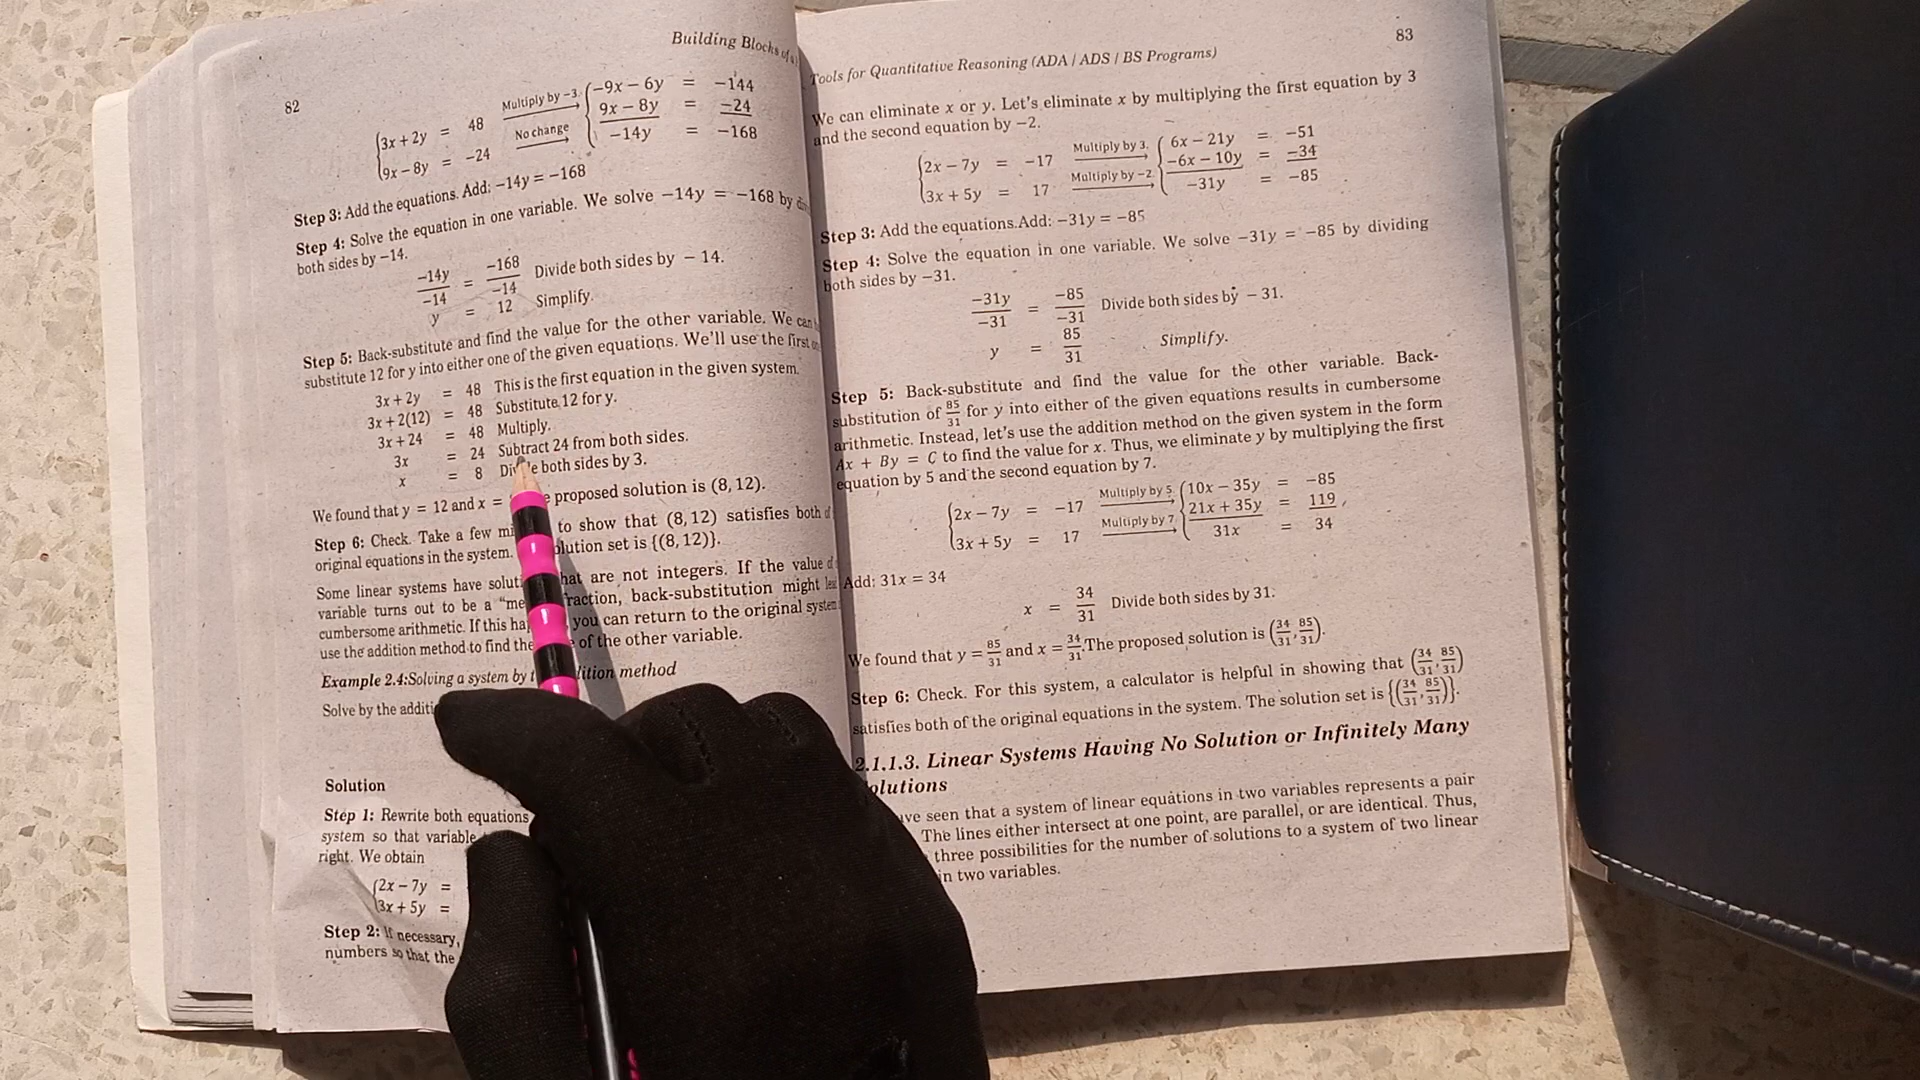 82
Building Blocks of
3x + 2y = 48 Multiply by −3 −9x − 6y = −144
9x − 8y = −24 No change 9x − 8y = −24
−14y = −168
Step 3: Add the equations. Add: −14y = −168
Step 4: Solve the equation in one variable. We solve −14y = −168 by
both sides by −14.
−14y/−14 = −168/−14 Divide both sides by − 14.
y = 12 Simplify.
Step 5: Back-substitute and find the value for the other variable. We can
substitute 12 for y into either one of the given equations. We'll use the first
3x + 2y = 48 This is the first equation in the given system.
3x + 2(12) = 48 Substitute 12 for y.
3x + 24 = 48 Multiply.
3x = 24 Subtract 24 from both sides.
x = 8 both sides by 3.
We found that y = 12 and x = proposed solution is (8, 12).
Step 6: Check. Take a few to show that (8, 12) satisfies both
original equations in the system. is {(8, 12)}.
Some linear systems have that are not integers. If the value of
variable turns out to be a back-substitution might
cumbersome arithmetic. If this you can return to the original system
use the addition method to find the of the other variable.
Example 2.4:Solving a system by method
Solve by the
Solution
Step 1: Rewrite both equations
system so that variable
right. We obtain
2x − 7y =
3x + 5y =
Step 2: If necessary,
numbers so that the
Tools for Quantitative Reasoning (ADA / ADS / BS Programs)
83
We can eliminate x or y. Let's eliminate x by multiplying the first equation by 3
and the second equation by −2.
2x − 7y = −17 Multiply by 3. 6x − 21y = −51
3x + 5y = 17 Multiply by −2 −6x − 10y = −34
−31y = −85
Step 3: Add the equations.Add: −31y = −85
Step 4: Solve the equation in one variable. We solve −31y = −85 by dividing
both sides by −31.
−31y/−31 = −85/−31 Divide both sides by − 31.
y = 85/31 Simplify.
Step 5: Back-substitute and find the value for the other variable. Back-
substitution of 85/31 for y into either of the given equations results in cumbersome
arithmetic. Instead, let's use the addition method on the given system in the form
Ax + By = C to find the value for x. Thus, we eliminate y by multiplying the first
equation by 5 and the second equation by 7.
2x − 7y = −17 Multiply by 5. 10x − 35y = −85
3x + 5y = 17 Multiply by 7 21x + 35y = 119
31x = 34
Add: 31x = 34
x = 34/31 Divide both sides by 31.
We found that y = 85/31 and x = 34/31.The proposed solution is (34/31, 85/31).
Step 6: Check. For this system, a calculator is helpful in showing that (34/31, 85/31)
satisfies both of the original equations in the system. The solution set is {(34/31, 85/31)}.
2.1.1.3. Linear Systems Having No Solution or Infinitely Many
seen that a system of linear equations in two variables represents a pair
The lines either intersect at one point, are parallel, or are identical. Thus,
three possibilities for the number of solutions to a system of two linear
in two variables.